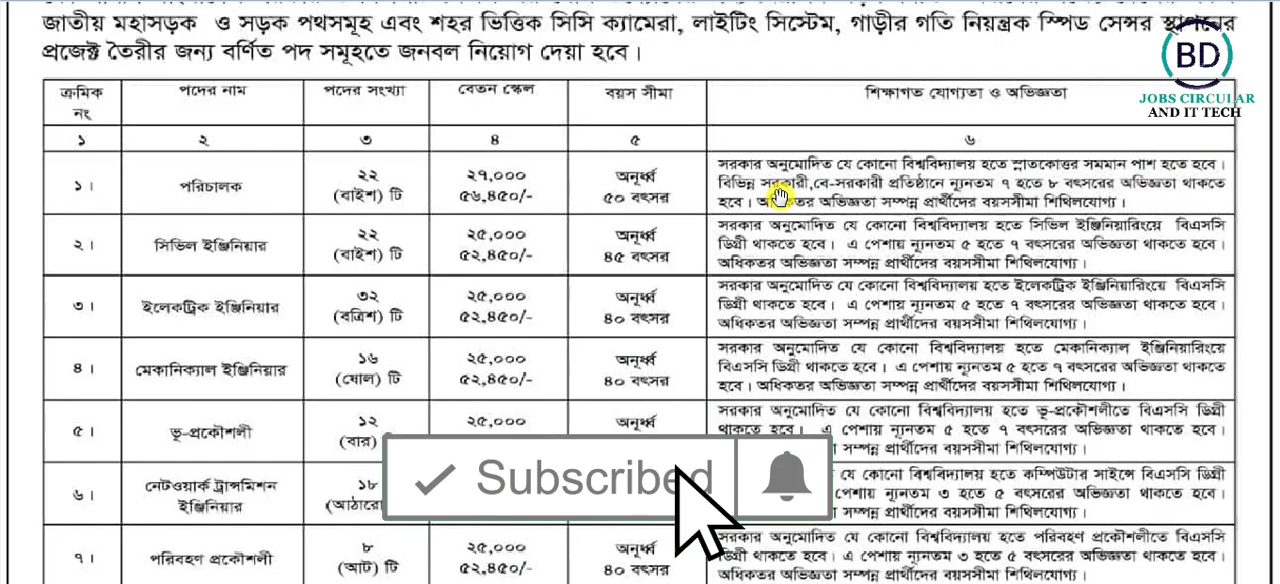 জাতীয় মহাসড়ক ও সড়ক পথসমূহ এবং শহর ভিত্তিক সিসি ক্যামেরা, লাইটিং সিস্টেম, গাড়ীর গতি নিয়ন্ত্রক স্পিড সেন্সর স্থাপনের
প্রজেক্ট তৈরীর জন্য বর্ণিত পদ সমূহতে জনবল নিয়োগ দেয়া হবে।
BD
JOBS CIRCULAR
AND IT TECH
ক্রমিক নং পদের নাম পদের সংখ্যা বেতন স্কেল বয়স সীমা শিক্ষাগত যোগ্যতা ও অভিজ্ঞতা
১ ২ ৩ ৪ ৫ ৬
১। পরিচালক ২২ (বাইশ) টি ২৭,০০০ ৫৬,৪৫০/- অনূর্ধ্ব ৫০ বৎসর
সরকার অনুমোদিত যে কোনো বিশ্ববিদ্যালয় হতে স্নাতকোত্তর সমমান পাশ হতে হবে।
বিভিন্ন সরকারী,বে-সরকারী প্রতিষ্ঠানে ন্যূনতম ৭ হতে ৮ বৎসরের অভিজ্ঞতা থাকতে
হবে। অধিকতর অভিজ্ঞতা সম্পন্ন প্রার্থীদের বয়সসীমা শিথিলযোগ্য।
২। সিভিল ইঞ্জিনিয়ার ২২ (বাইশ) টি ২৫,০০০ ৫২,৪৫০/- অনূর্ধ্ব ৪৫ বৎসর
সরকার অনুমোদিত যে কোনো বিশ্ববিদ্যালয় হতে সিভিল ইঞ্জিনিয়ারিংয়ে বিএসসি
ডিগ্রী থাকতে হবে। এ পেশায় ন্যূনতম ৫ হতে ৭ বৎসরের অভিজ্ঞতা থাকতে হবে।
অধিকতর অভিজ্ঞতা সম্পন্ন প্রার্থীদের বয়সসীমা শিথিলযোগ্য।
৩। ইলেকট্রিক ইঞ্জিনিয়ার ৩২ (বত্রিশ) টি ২৫,০০০ ৫২,৪৫০/- অনূর্ধ্ব ৪০ বৎসর
সরকার অনুমোদিত যে কোনো বিশ্ববিদ্যালয় হতে ইলেকট্রিক ইঞ্জিনিয়ারিংয়ে বিএসসি
ডিগ্রী থাকতে হবে। এ পেশায় ন্যূনতম ৫ হতে ৭ বৎসরের অভিজ্ঞতা থাকতে হবে।
অধিকতর অভিজ্ঞতা সম্পন্ন প্রার্থীদের বয়সসীমা শিথিলযোগ্য।
৪। মেকানিক্যাল ইঞ্জিনিয়ার ১৬ (ষোল) টি ২৫,০০০ ৫২,৪৫০/- অনূর্ধ্ব ৪০ বৎসর
সরকার অনুমোদিত যে কোনো বিশ্ববিদ্যালয় হতে মেকানিক্যাল ইঞ্জিনিয়ারিংয়ে
বিএসসি ডিগ্রী থাকতে হবে। এ পেশায় ন্যূনতম ৫ হতে ৭ বৎসরের অভিজ্ঞতা থাকতে
হবে। অধিকতর অভিজ্ঞতা সম্পন্ন প্রার্থীদের বয়সসীমা শিথিলযোগ্য।
৫। ভূ-প্রকৌশলী ১২ (বার) ২৫,০০০ অনূর্ধ্ব
সরকার অনুমোদিত যে কোনো বিশ্ববিদ্যালয় হতে ভূ-প্রকৌশলীতে বিএসসি ডিগ্রী
থাকতে হবে। এ পেশায় ন্যূনতম ৫ হতে ৭ বৎসরের অভিজ্ঞতা থাকতে হবে।
সম্পন্ন প্রার্থীদের বয়সসীমা শিথিলযোগ্য।
Subscribed
৬। নেটওয়ার্ক ট্রান্সমিশন ইঞ্জিনিয়ার ১৮
যে কোনো বিশ্ববিদ্যালয় হতে কম্পিউটার সাইন্সে বিএসসি ডিগ্রী
পেশায় ন্যূনতম ৩ হতে ৫ বৎসরের অভিজ্ঞতা থাকতে হবে।
সম্পন্ন প্রার্থীদের বয়সসীমা শিথিলযোগ্য।
৭। পরিবহণ প্রকৌশলী ৮ (আট) টি ২৫,০০০ ৫২,৪৫০/- অনূর্ধ্ব ৪০ বৎসর
সরকার অনুমোদিত যে কোনো বিশ্ববিদ্যালয় হতে পরিবহণ প্রকৌশলীতে বিএসসি
ডিগ্রী থাকতে হবে। এ পেশায় ন্যূনতম ৩ হতে ৫ বৎসরের অভিজ্ঞতা থাকতে হবে।
অধিকতর অভিজ্ঞতা সম্পন্ন প্রার্থীদের বয়সসীমা শিথিলযোগ্য।